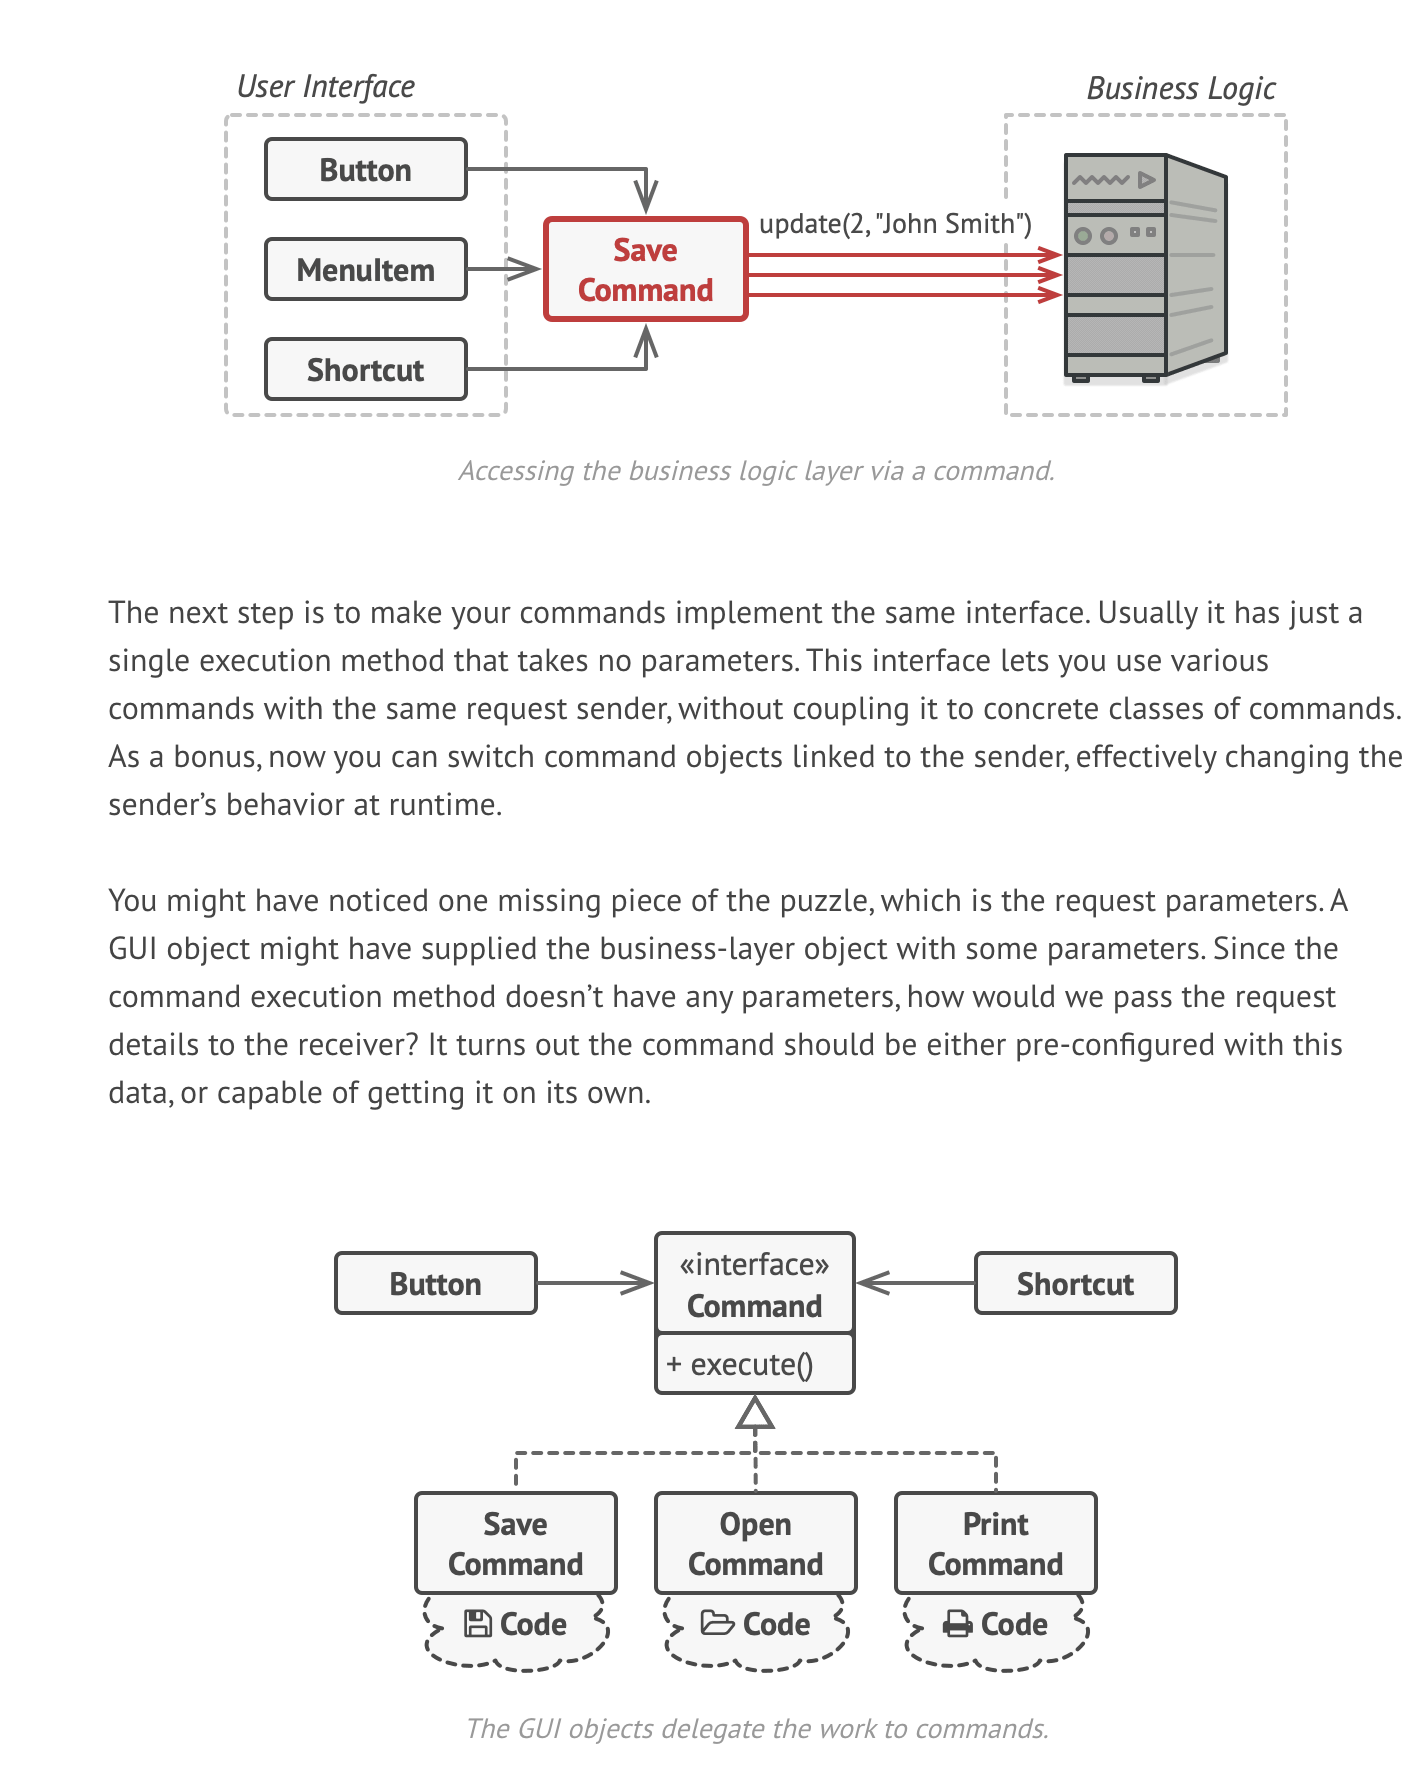 User Interface
Business Logic
Button
MenuItem
Shortcut
Save
Command
update(2, "John Smith")
Accessing the business logic layer via a command.
The next step is to make your commands implement the same interface. Usually it has just a
single execution method that takes no parameters. This interface lets you use various
commands with the same request sender, without coupling it to concrete classes of commands.
As a bonus, now you can switch command objects linked to the sender, effectively changing the
sender’s behavior at runtime.
You might have noticed one missing piece of the puzzle, which is the request parameters. A
GUI object might have supplied the business-layer object with some parameters. Since the
command execution method doesn’t have any parameters, how would we pass the request
details to the receiver? It turns out the command should be either pre-configured with this
data, or capable of getting it on its own.
Button
«interface»
Command
+ execute()
Shortcut
Save
Command
Code
Open
Command
Code
Print
Command
Code
The GUI objects delegate the work to commands.